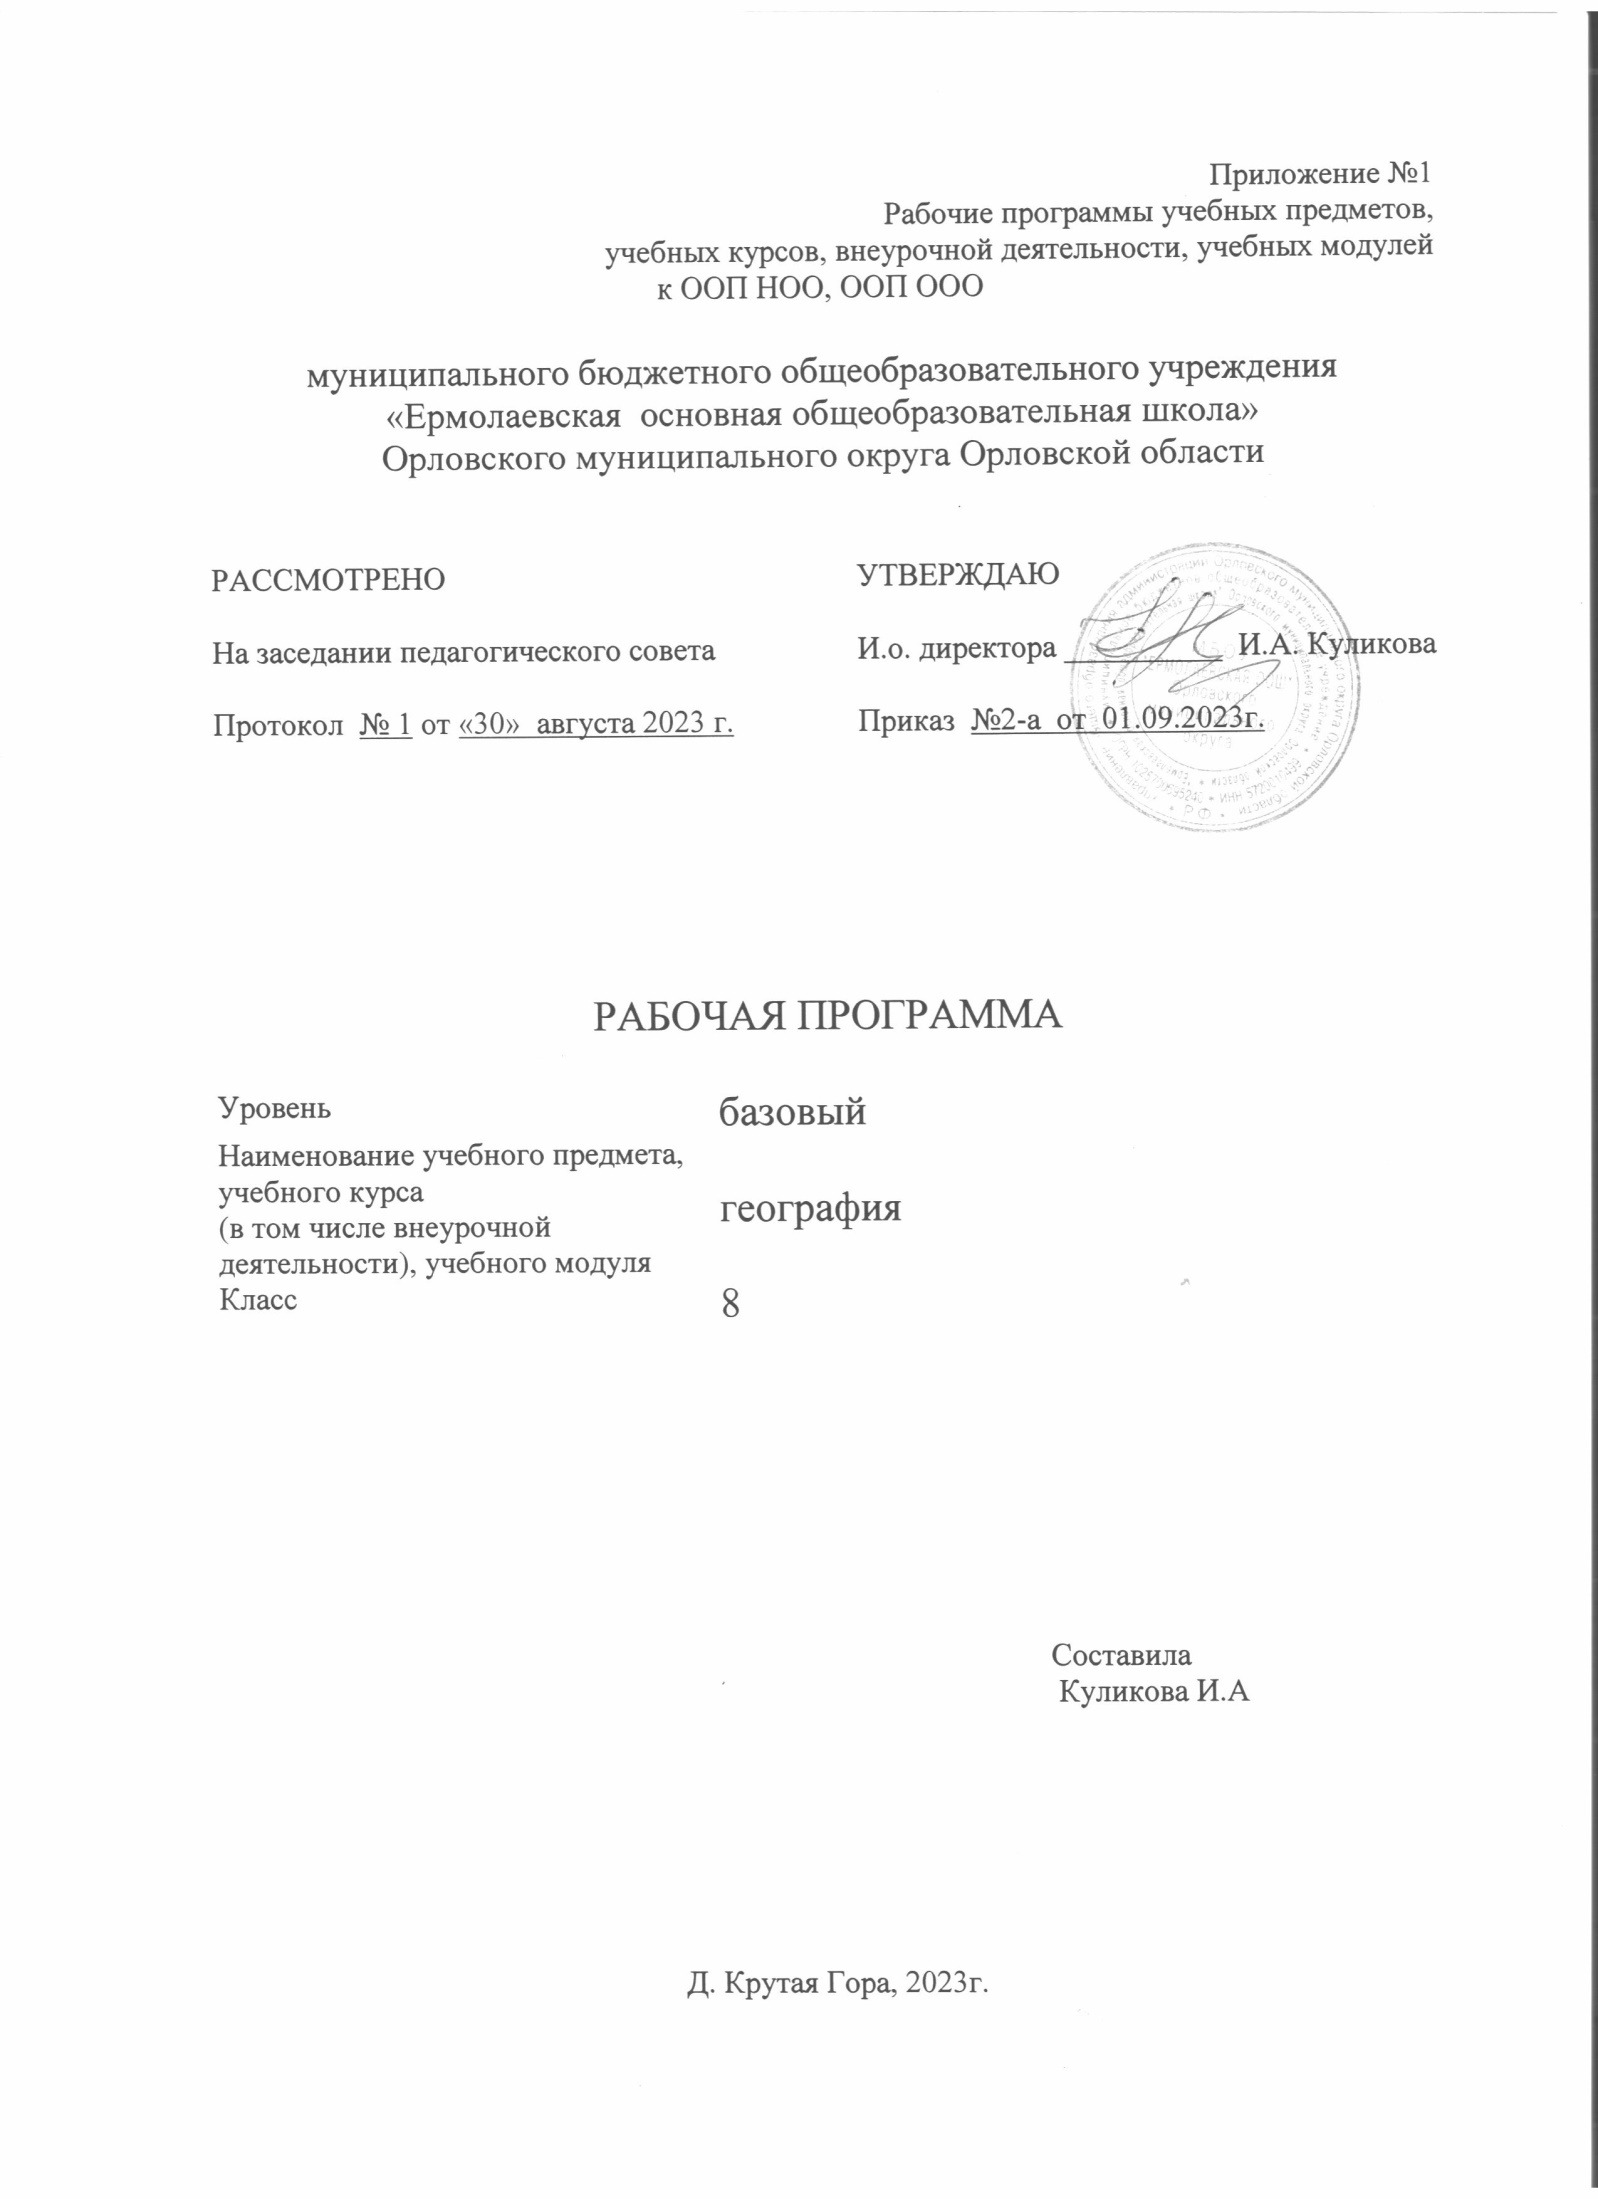 Приложение №1
Рабочие программы учебных предметов,
учебных курсов, внеурочной деятельности, учебных модулей
к ООП НОО, ООП ООО
муниципального бюджетного общеобразовательного учреждения
«Ермолаевская основная общеобразовательная школа»
Орловского муниципального округа Орловской области
РАССМОТРЕНО
На заседании педагогического совета
Протокол № 1 от «30» августа 2023 г.
УТВЕРЖДАЮ
И.о. директора ___________ И.А. Куликова
Приказ №2-а от 01.09.2023г.
Орловского
округа
РАБОЧАЯ ПРОГРАММА
Уровень
базовый
Наименование учебного предмета,
учебного курса
(в том числе внеурочной
деятельности), учебного модуля
география
Класс
8
Составила
Куликова И.А
Д. Крутая Гора, 2023г.